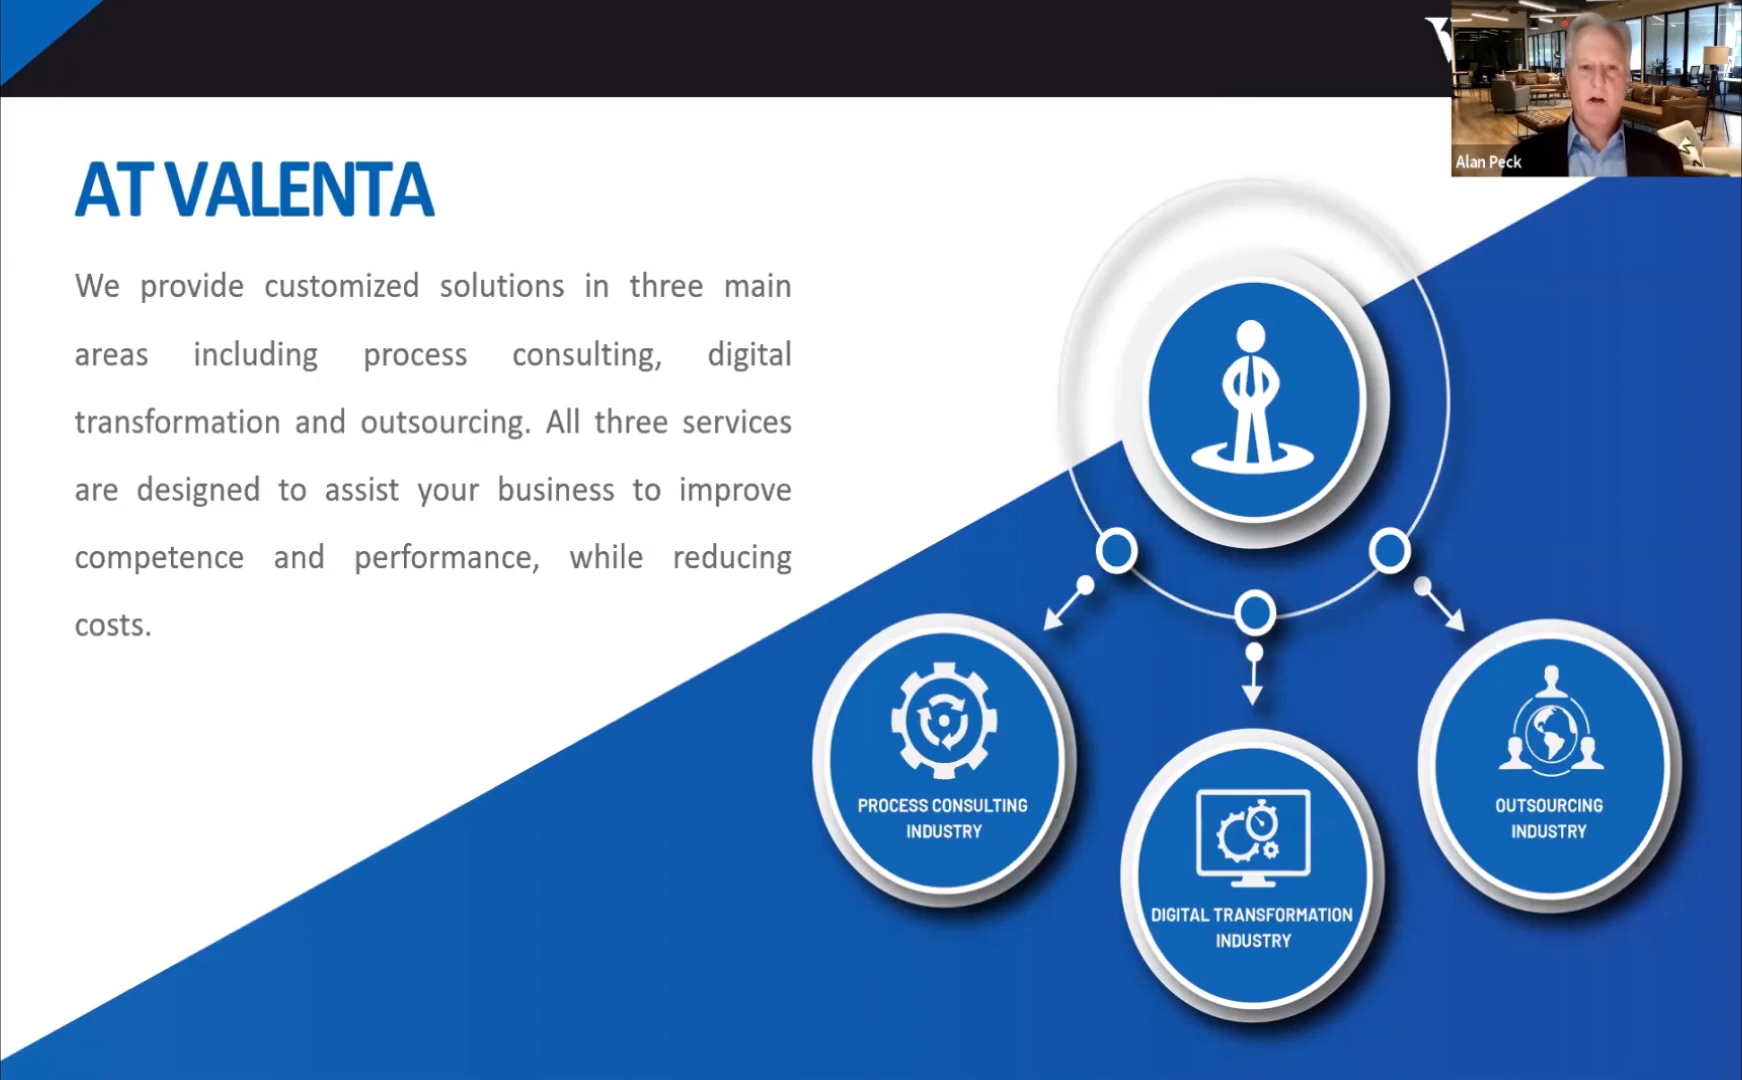 Alan Peck
AT VALENTA
We provide customized solutions in three main
areas including process consulting, digital
transformation and outsourcing. All three services
are designed to assist your business to improve
competence and performance, while reducing
costs.
PROCESS CONSULTING
INDUSTRY
DIGITAL TRANSFORMATION
INDUSTRY
OUTSOURCING
INDUSTRY